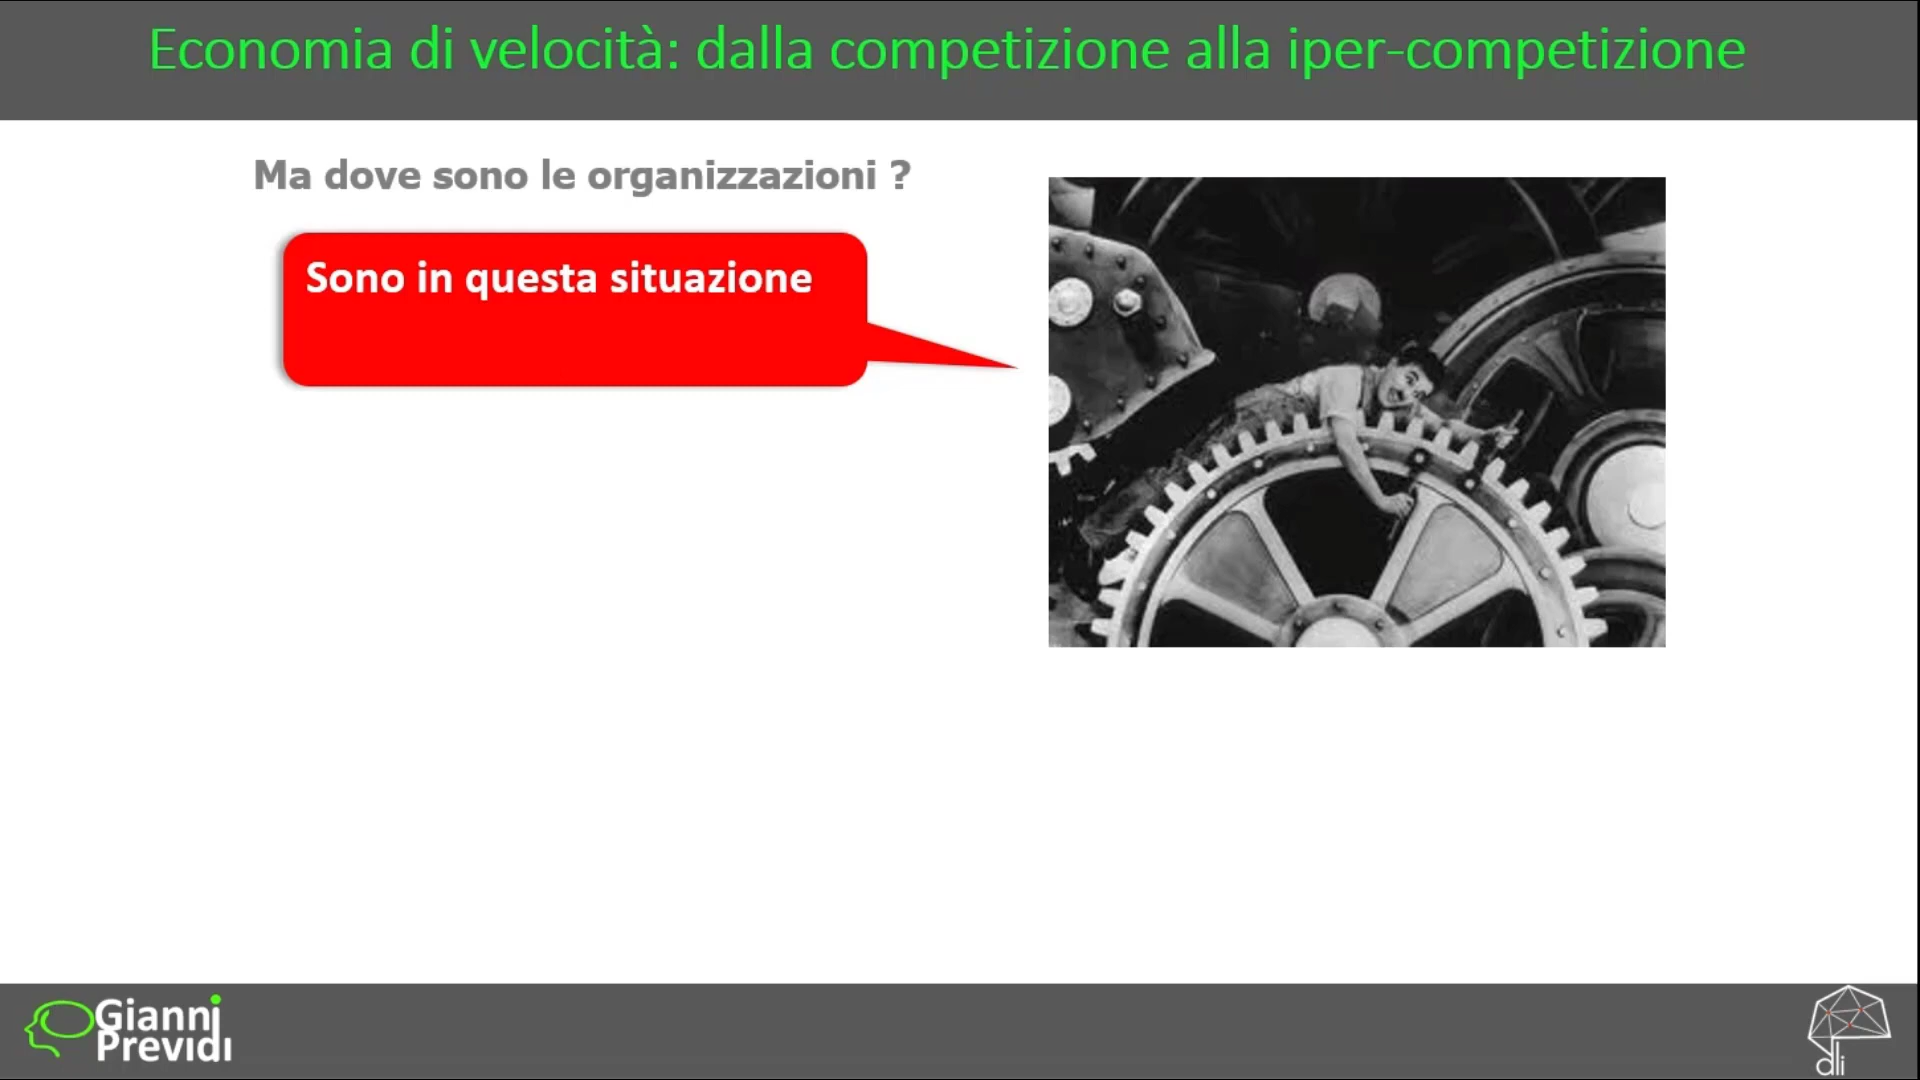 Economia di velocità: dalla competizione alla iper-competizione
Ma dove sono le organizzazioni ?
Sono in questa situazione
Gianni
Previdi
dli